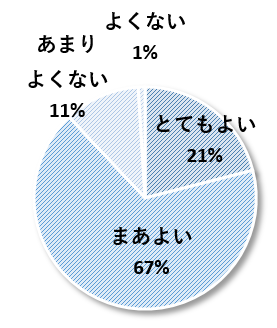 よくない
1%
あまり
よくない
11%
とてもよい
21%
まあよい
67%